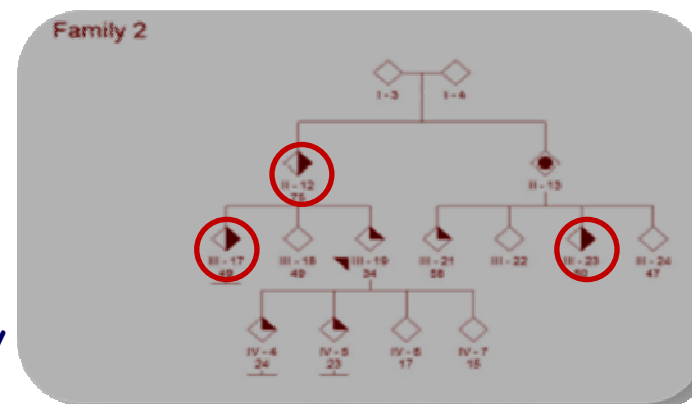 Family 2
I - 3 I - 4
II - 12 II - 13
75
III - 17 III - 18 III - 19 III - 21 III - 22 III - 23 III - 24
49 49 34 58 50 47
IV - 4 IV - 5 IV - 6 IV - 7
24 23 17 15